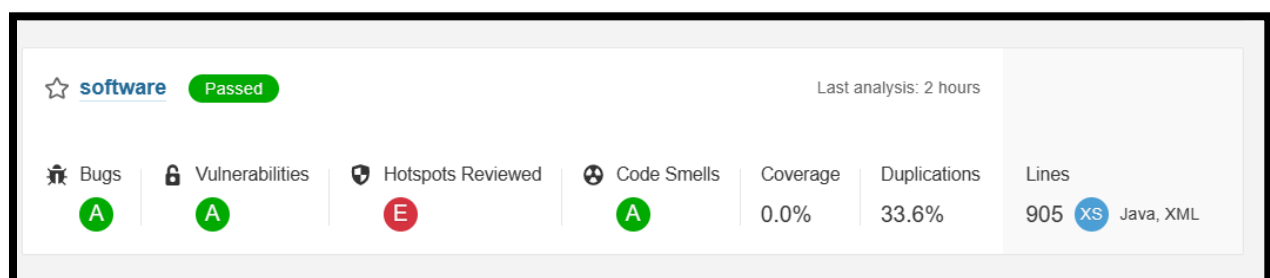 software Passed Last analysis: 2 hours
Bugs Vulnerabilities Hotspots Reviewed Code Smells Coverage Duplications Lines
A A E A 0.0% 33.6% 905 XS Java, XML